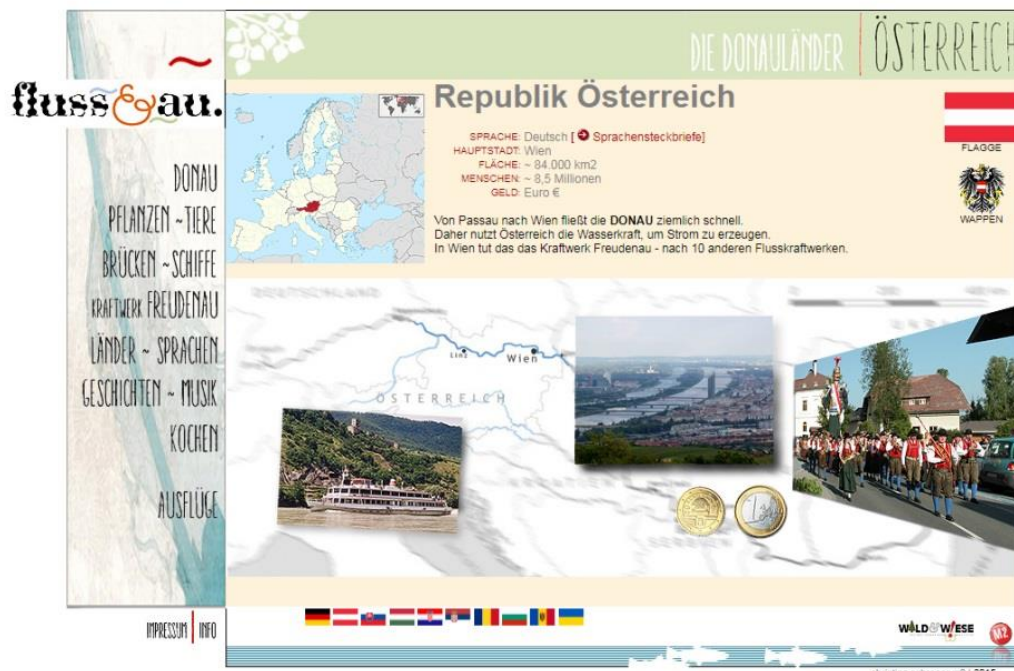 DIE DONAULÄNDER | ÖSTERREICH
fluss&au.
DONAU
PFLANZEN ~ TIERE
BRÜCKEN ~ SCHIFFE
KRAFTWERK FREUDENAU
LÄNDER ~ SPRACHEN
GESCHICHTEN ~ MUSIK
KOCHEN
AUSFLÜGE
IMPRESSUM | INFO
Republik Österreich
SPRACHE: Deutsch [ Sprachensteckbriefe]
HAUPTSTADT: Wien
FLÄCHE: ~ 84.000 km2
MENSCHEN: ~ 8,5 Millionen
GELD: Euro €
FLAGGE
WAPPEN
Von Passau nach Wien fließt die DONAU ziemlich schnell.
Daher nutzt Österreich die Wasserkraft, um Strom zu erzeugen.
In Wien tut das das Kraftwerk Freudenau - nach 10 anderen Flusskraftwerken.
DEUTSCHLAND
Linz
Wien
ÖSTERREICH
KROATIEN
SERBIEN
WALD&WIESE